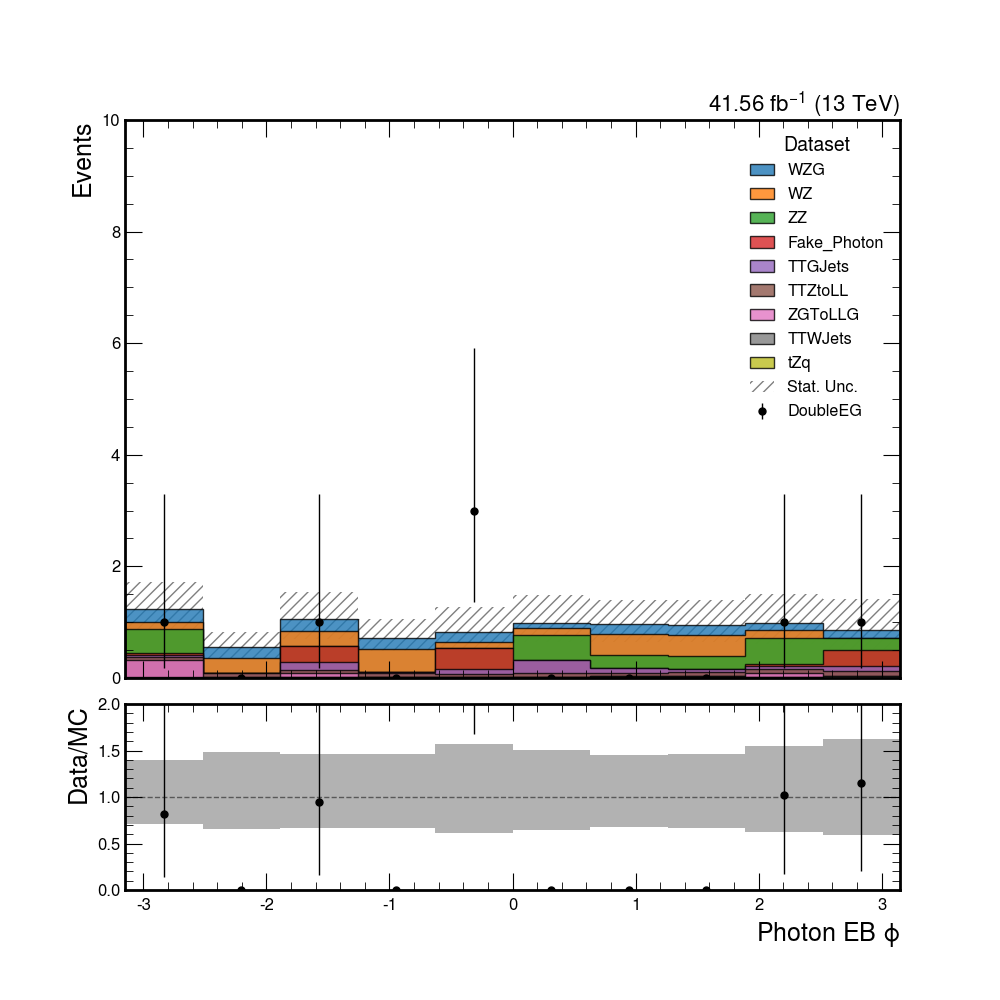 41.56 fb⁻¹ (13 TeV)
Events
10
8
6
4
2
0
Dataset
WZG
WZ
ZZ
Fake_Photon
TTGJets
TTZtoLL
ZGToLLG
TTWJets
tZq
Stat. Unc.
DoubleEG
Data/MC
2.0
1.5
1.0
0.5
0.0
-3 -2 -1 0 1 2 3
Photon EB ϕ